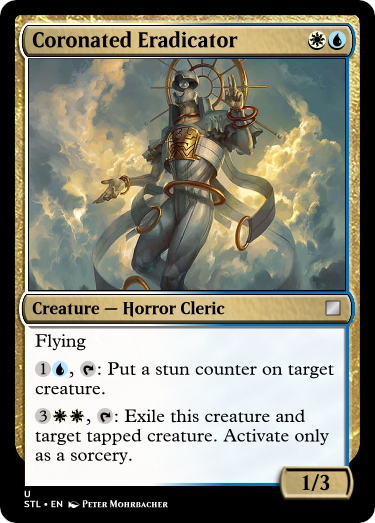 Coronated Eradicator
Creature — Horror Cleric
Flying
1, : Put a stun counter on target
creature.
3, : Exile this creature and
target tapped creature. Activate only
as a sorcery.
1/3
U
STL • EN Peter Mohrbacher